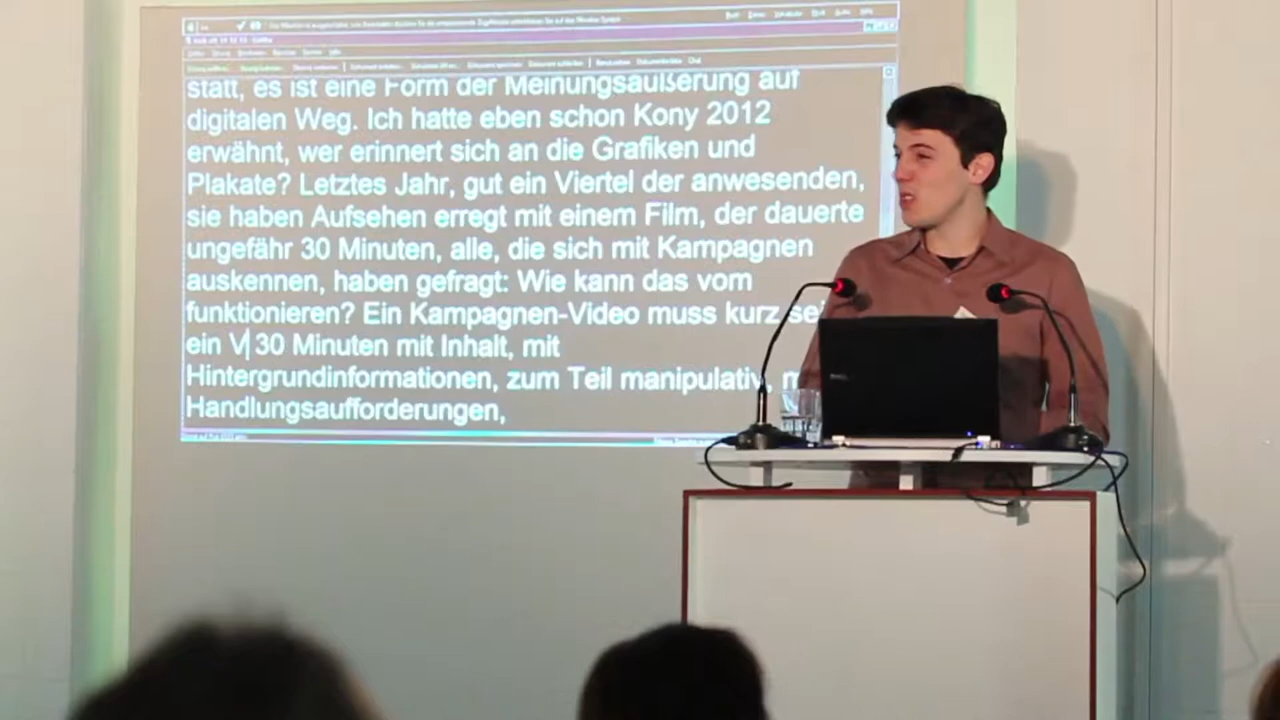 statt, es ist eine Form der Meinungsäußerung auf
digitalen Weg. Ich hatte eben schon Kony 2012
erwähnt, wer erinnert sich an die Grafiken und
Plakate? Letztes Jahr, gut ein Viertel der anwesenden,
sie haben Aufsehen erregt mit einem Film, der dauerte
ungefähr 30 Minuten, alle, die sich mit Kampagnen
auskennen, haben gefragt: Wie kann das vom
funktionieren? Ein Kampagnen-Video muss kurz
ein V 30 Minuten mit Inhalt, mit
Hintergrundinformationen, zum Teil manipulativ,
Handlungsaufforderungen,